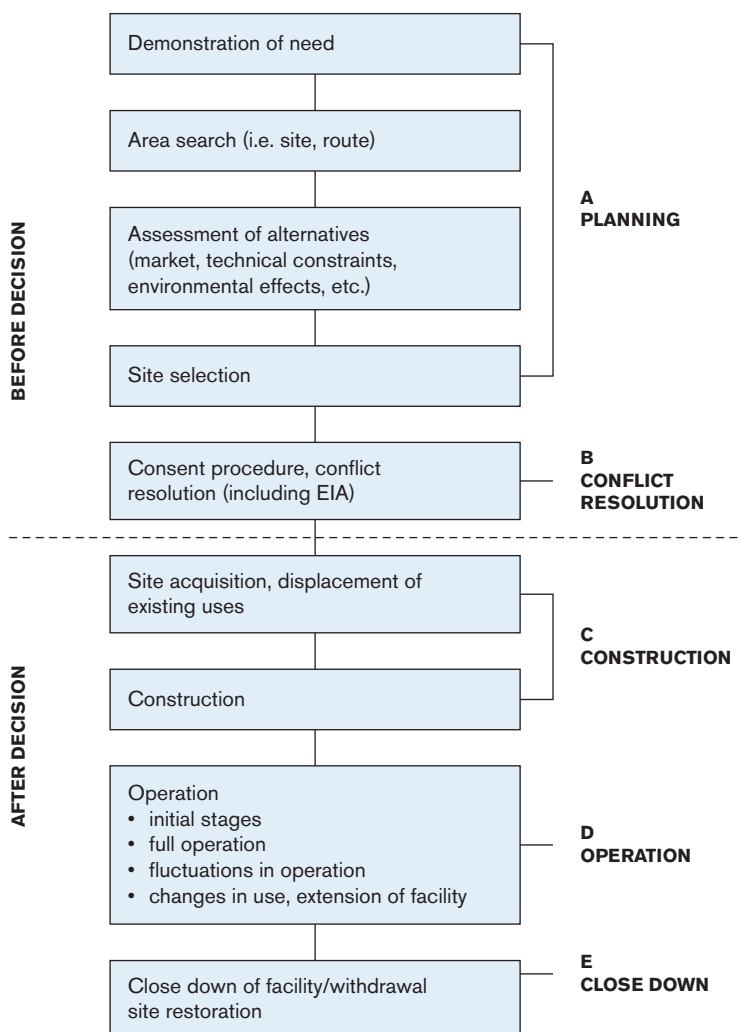 Demonstration of need
Area search (i.e. site, route)
A
PLANNING
Assessment of alternatives
(market, technical constraints,
environmental effects, etc.)
BEFORE DECISION
Site selection
Consent procedure, conflict
resolution (including EIA)
B
CONFLICT
RESOLUTION
Site acquisition, displacement of
existing uses
C
CONSTRUCTION
Construction
AFTER DECISION
Operation
• initial stages
• full operation
• fluctuations in operation
• changes in use, extension of facility
D
OPERATION
Close down of facility/withdrawal
site restoration
E
CLOSE DOWN